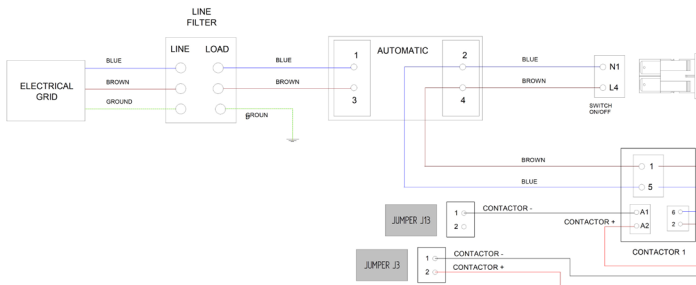 LINE
FILTER
LINE LOAD
AUTOMATIC
ELECTRICAL
GRID
BLUE
BROWN
GROUND
BLUE
BROWN
GROUN
D
1
3
2
4
BLUE
BROWN
N1
L4
SWITCH
ON/OFF
BROWN
BLUE
1
5
JUMPER J13
1
2
CONTACTOR -
CONTACTOR +
A1
A2
6
2
CONTACTOR 1
JUMPER J3
1
2
CONTACTOR -
CONTACTOR +